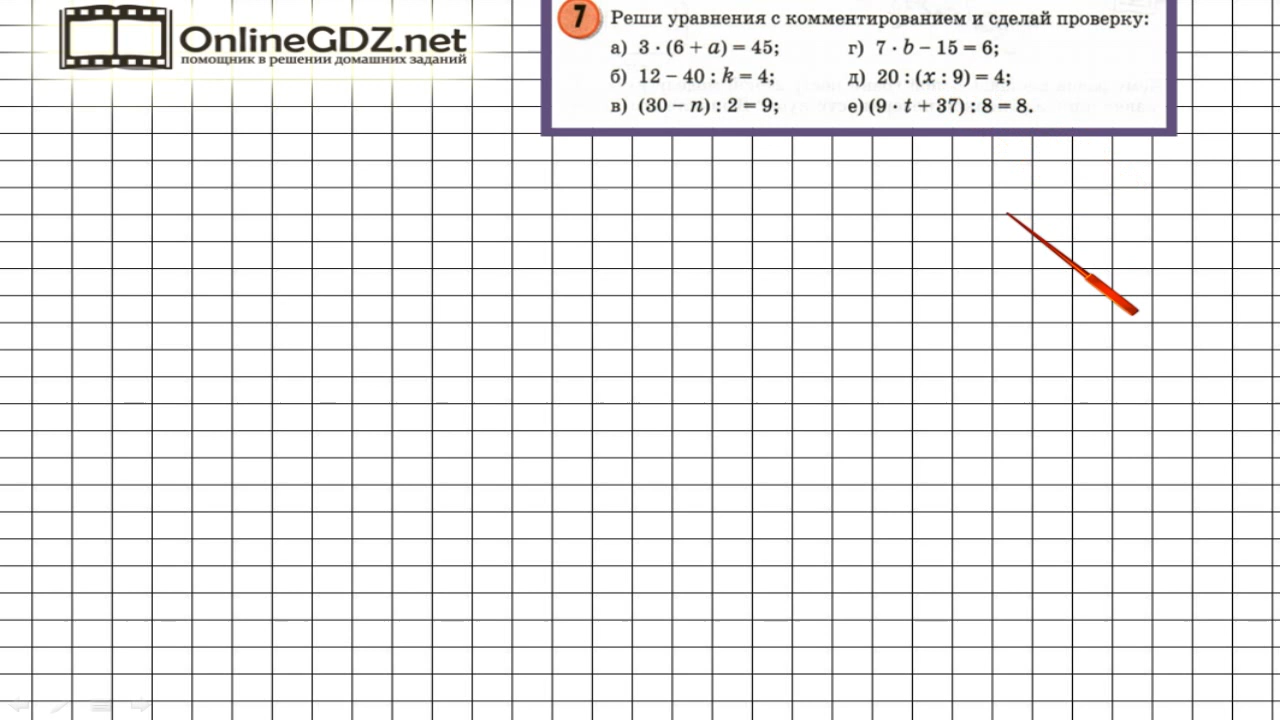 OnlineGDZ.net
помощник в решении домашних заданий
7 Реши уравнения с комментированием и сделай проверку:
а) 3 · (6 + a) = 45; г) 7 · b − 15 = 6;
б) 12 − 40 : k = 4; д) 20 : (x : 9) = 4;
в) (30 − n) : 2 = 9; е) (9 · t + 37) : 8 = 8.